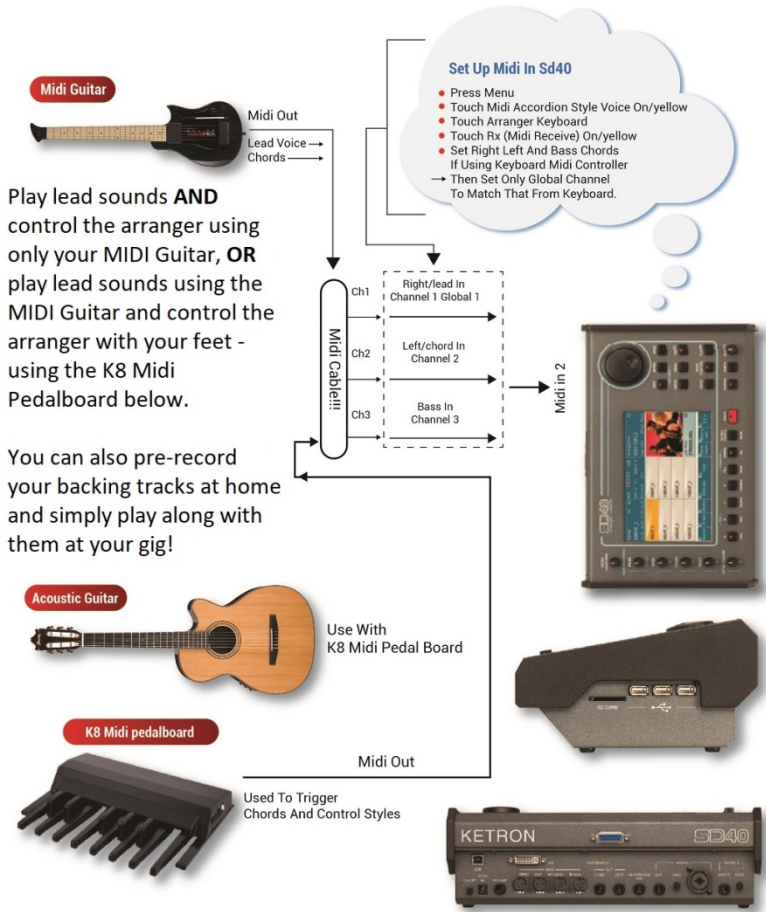 Midi Guitar
Midi Out
Lead Voice →
Chords →
Set Up Midi In Sd40
• Press Menu
• Touch Midi Accordion Style Voice On/yellow
• Touch Arranger Keyboard
• Touch Rx (Midi Receive) On/yellow
• Set Right Left And Bass Chords
If Using Keyboard Midi Controller
→ Then Set Only Global Channel
To Match That From Keyboard.
Play lead sounds AND
control the arranger using
only your MIDI Guitar, OR
play lead sounds using the
MIDI Guitar and control the
arranger with your feet -
using the K8 Midi
Pedalboard below.
You can also pre-record
your backing tracks at home
and simply play along with
them at your gig!
Midi Cable!!!
Ch1
Right/lead In
Channel 1 Global 1
Ch2
Left/chord In
Channel 2
Ch3
Bass In
Channel 3
Midi in 2
Acoustic Guitar
Use With
K8 Midi Pedal Board
SD CARD
K8 Midi pedalboard
Midi Out
Used To Trigger
Chords And Control Styles
KETRON
SD40